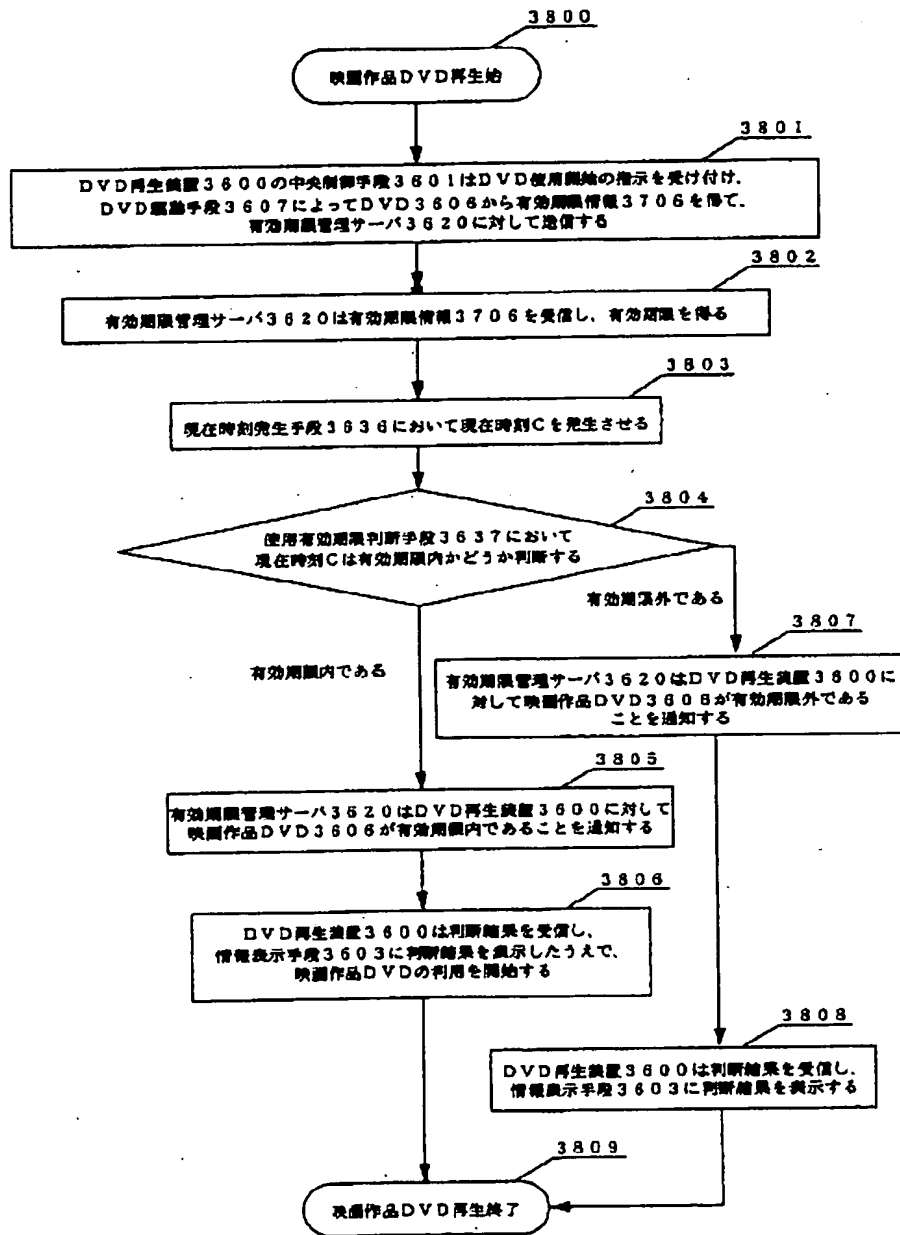 3800
映画作品DVD再生始
3801
DVD再生装置3600の中央制御手段3601はDVD使用開始の指示を受け付け、
DVD駆動手段3607によってDVD3606から有効期限情報3706を得て、
有効期限管理サーバ3620に対して送信する
3802
有効期限管理サーバ3620は有効期限情報3706を受信し、有効期限を得る
3803
現在時刻発生手段3636において現在時刻Cを発生させる
3804
使用有効期限判断手段3637において
現在時刻Cは有効期限内かどうか判断する
有効期限外である
3807
有効期限内である
有効期限管理サーバ3620はDVD再生装置3600に
対して映画作品DVD3606が有効期限外である
ことを通知する
3805
有効期限管理サーバ3620はDVD再生装置3600に対して
映画作品DVD3606が有効期限内であることを通知する
3806
DVD再生装置3600は判断結果を受信し、
情報表示手段3603に判断結果を表示したうえで、
映画作品DVDの利用を開始する
3808
DVD再生装置3600は判断結果を受信し、
情報表示手段3603に判断結果を表示する
3809
映画作品DVD再生終了